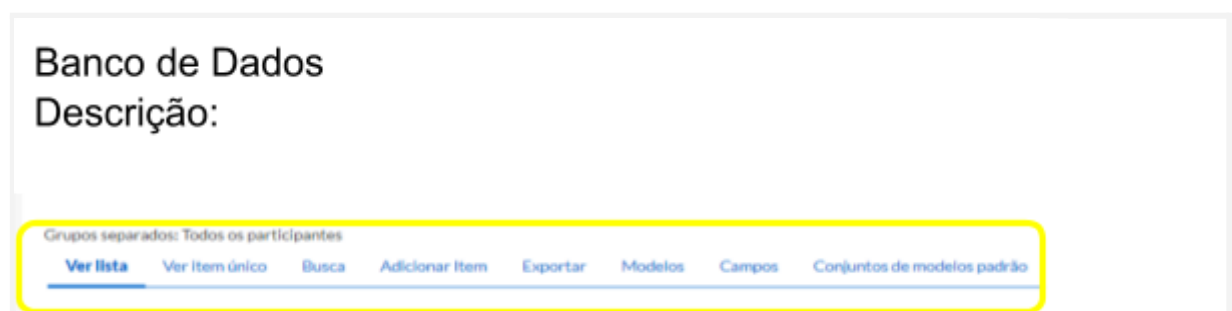 Banco de Dados
Descrição:
Grupos separados: Todos os participantes
Ver lista Ver item único Busca Adicionar Item Exportar Modelos Campos Conjuntos de modelos padrão